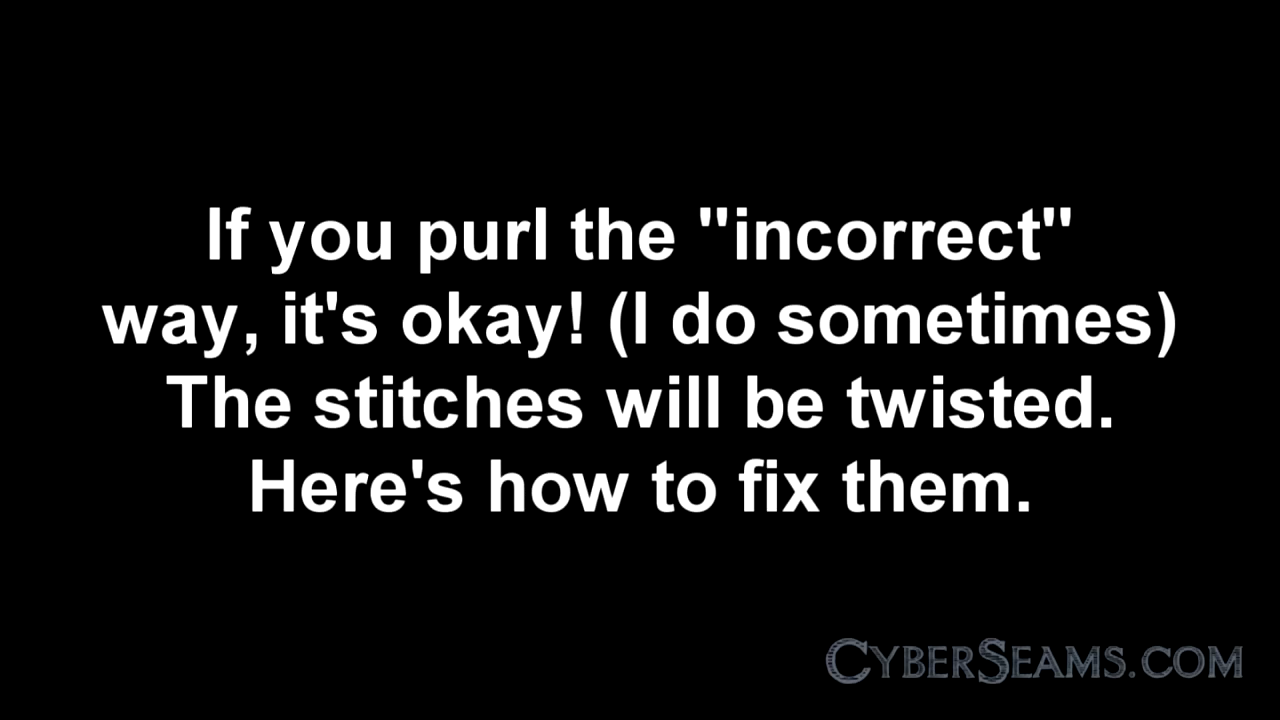 If you purl the "incorrect"
way, it's okay! (I do sometimes)
The stitches will be twisted.
Here's how to fix them.
CYBERSEAMS.COM